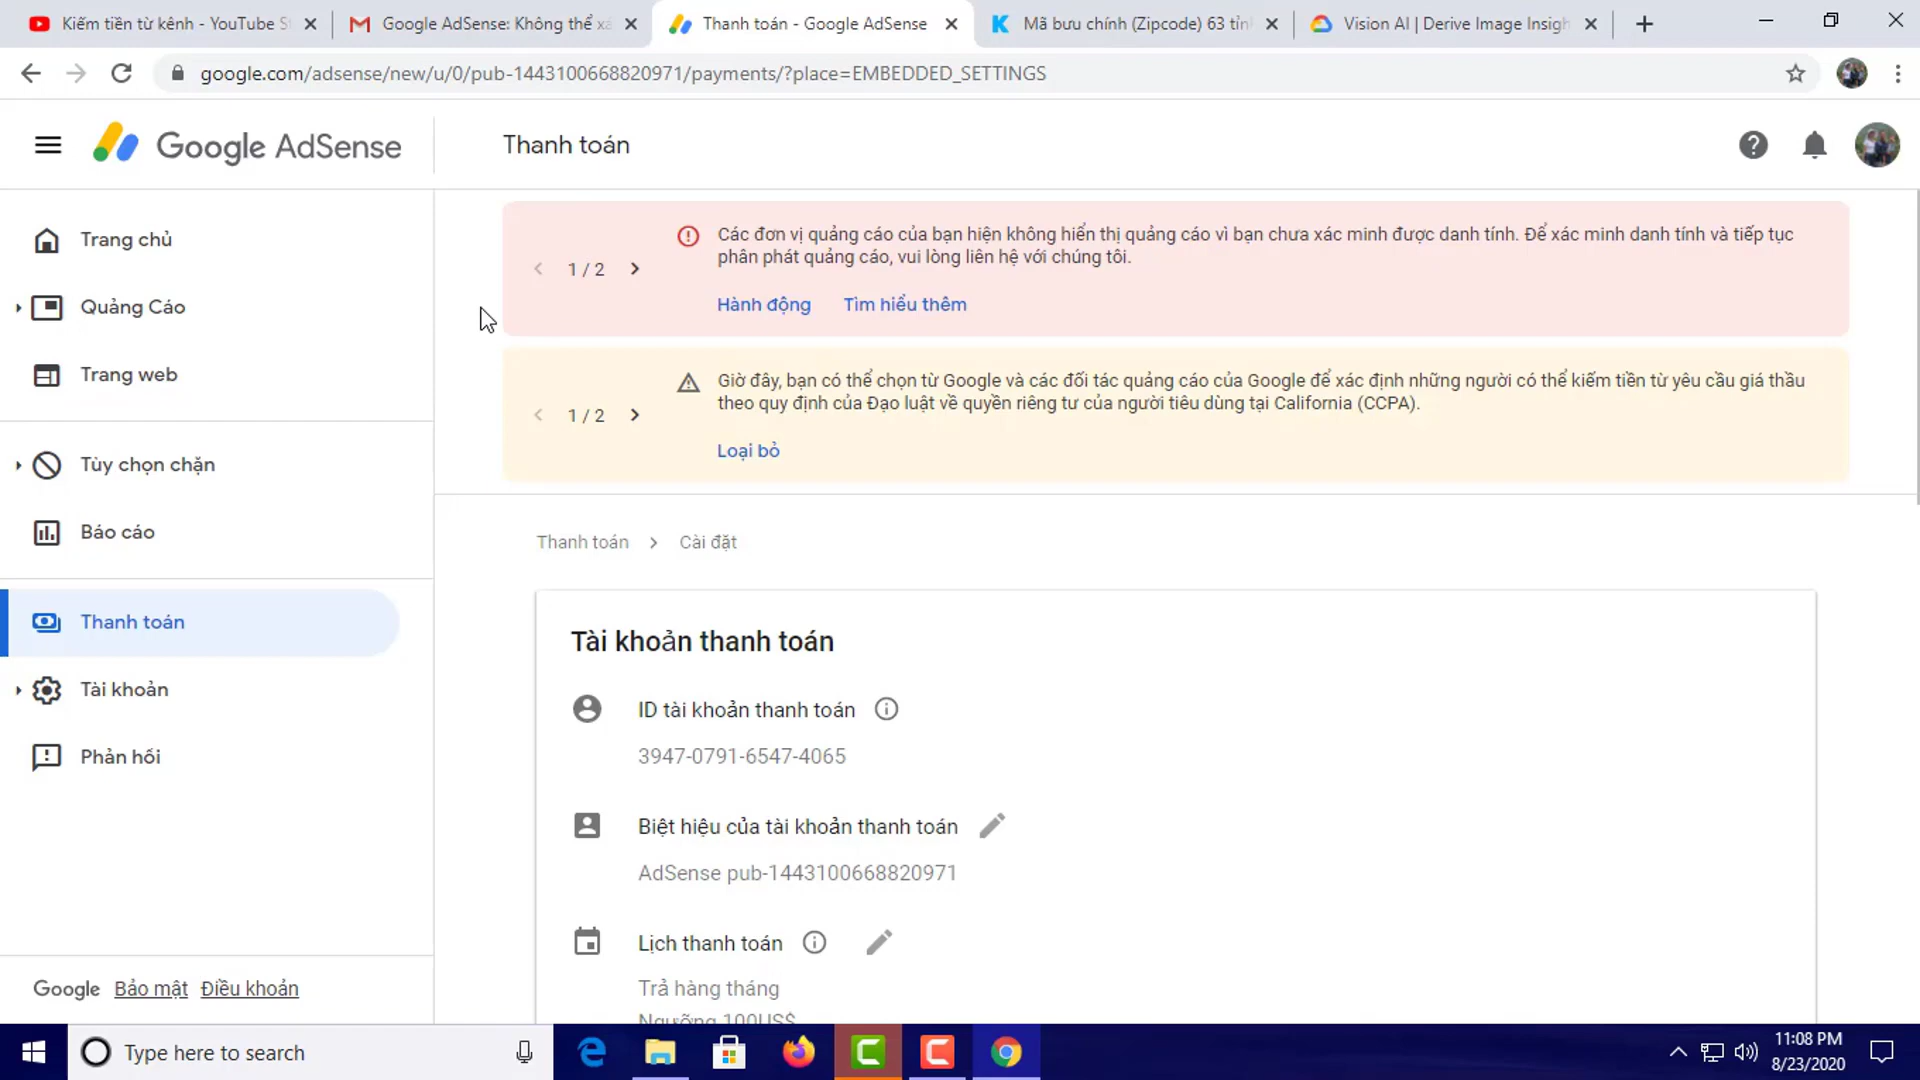 Kiếm tiền từ kênh - YouTube St
Google AdSense: Không thể xá
Thanh toán - Google AdSense
Mã bưu chính (Zipcode) 63 tỉn
Vision AI | Derive Image Insigh
google.com/adsense/new/u/0/pub-1443100668820971/payments/?place=EMBEDDED_SETTINGS
Google AdSense
Thanh toán
Trang chủ
Quảng Cáo
Trang web
Tùy chọn chặn
Báo cáo
Thanh toán
Tài khoản
Phản hồi
Google Bảo mật Điều khoản
1 / 2
Các đơn vị quảng cáo của bạn hiện không hiển thị quảng cáo vì bạn chưa xác minh được danh tính. Để xác minh danh tính và tiếp tục
phân phát quảng cáo, vui lòng liên hệ với chúng tôi.
Hành động Tìm hiểu thêm
1 / 2
Giờ đây, bạn có thể chọn từ Google và các đối tác quảng cáo của Google để xác định những người có thể kiếm tiền từ yêu cầu giá thầu
theo quy định của Đạo luật về quyền riêng tư của người tiêu dùng tại California (CCPA).
Loại bỏ
Thanh toán > Cài đặt
Tài khoản thanh toán
ID tài khoản thanh toán
3947-0791-6547-4065
Biệt hiệu của tài khoản thanh toán
AdSense pub-1443100668820971
Lịch thanh toán
Trả hàng tháng
Ngưỡng 100US$
Type here to search
11:08 PM
8/23/2020